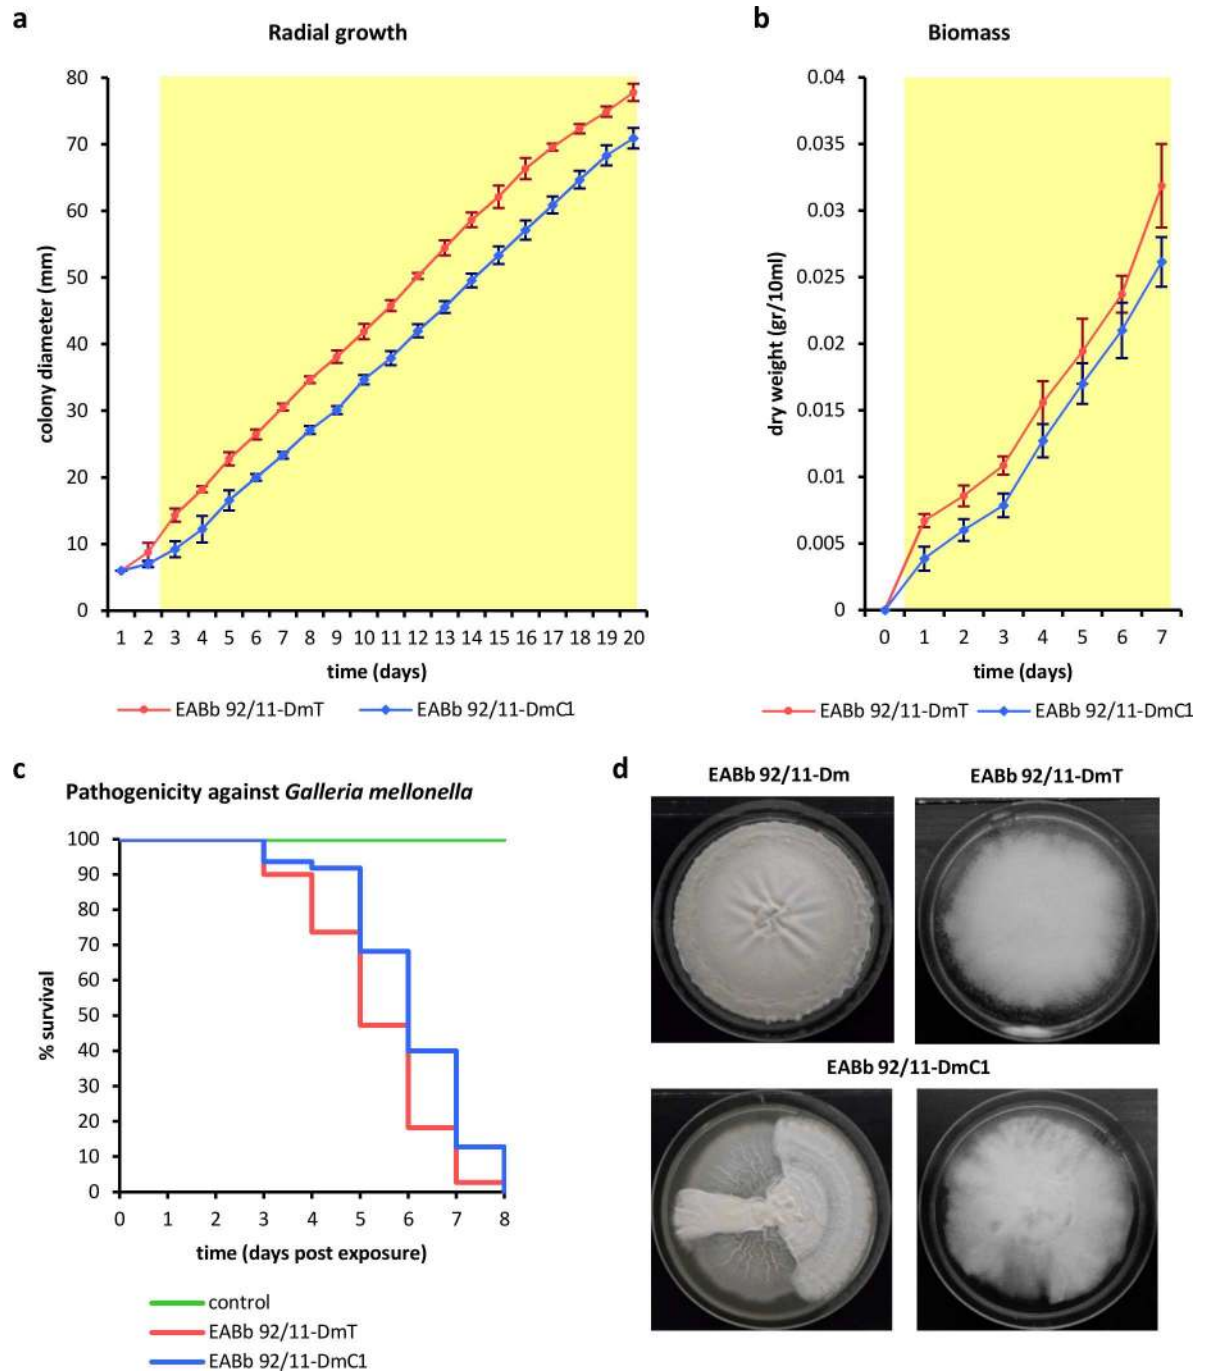 a
Radial growth
80
70
60
50
40
30
20
10
0
colony diameter (mm)
1 2 3 4 5 6 7 8 9 10 11 12 13 14 15 16 17 18 19 20
time (days)
EABb 92/11-DmT EABb 92/11-DmC1
b
Biomass
0.04
0.035
0.03
0.025
0.02
0.015
0.01
0.005
0
dry weight (gr/10ml)
0 1 2 3 4 5 6 7
time (days)
EABb 92/11-DmT EABb 92/11-DmC1
c
Pathogenicity against Galleria mellonella
100
90
80
70
60
50
40
30
20
10
0
% survival
0 1 2 3 4 5 6 7 8
time (days post exposure)
control
EABb 92/11-DmT
EABb 92/11-DmC1
d
EABb 92/11-Dm EABb 92/11-DmT
EABb 92/11-DmC1